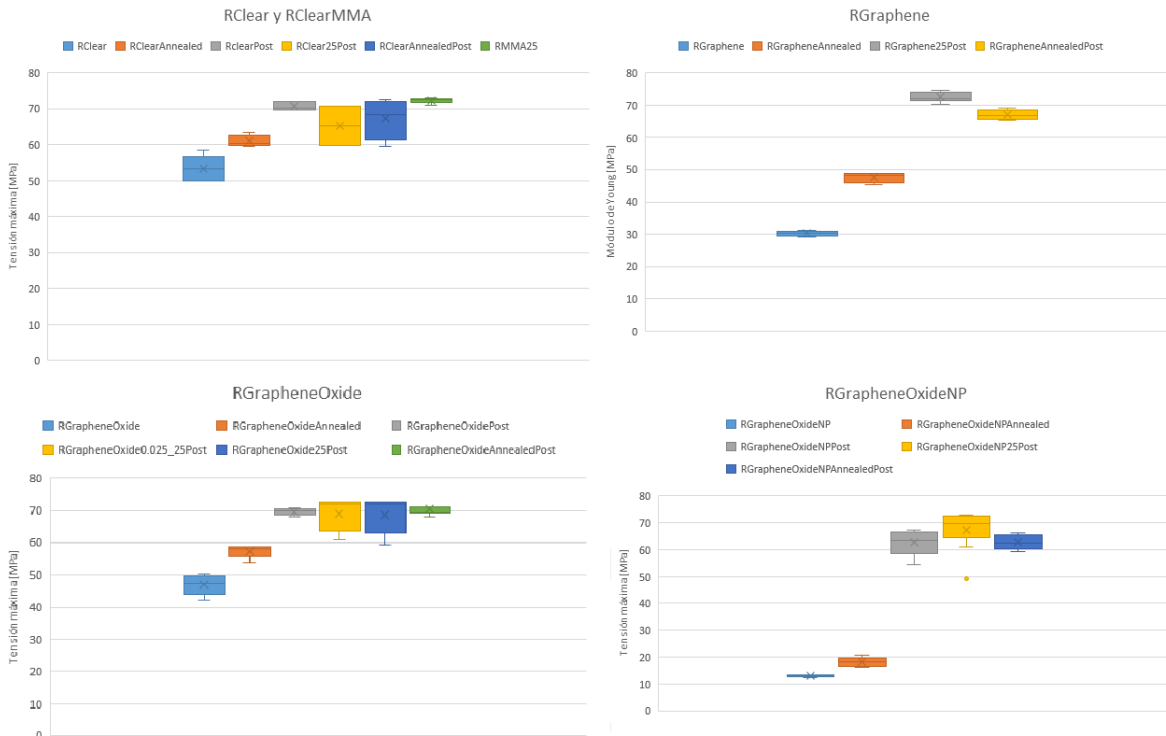 RClear y RClearMMA
RClear RClearAnnealed RclearPost RClear25Post RClearAnnealedPost RMMA25
80
70
60
50
40
30
20
10
0
Tensión máxima [MPa]
RGraphene
RGraphene RGrapheneAnnealed RGraphene25Post RGrapheneAnnealedPost
80
70
60
50
40
30
20
10
0
Módulo de Young [MPa]
RGrapheneOxide
RGrapheneOxide RGrapheneOxideAnnealed RGrapheneOxidePost
RGrapheneOxide0.025_25Post RGrapheneOxide25Post RGrapheneOxideAnnealedPost
80
70
60
50
40
30
20
10
0
Tensión máxima [MPa]
RGrapheneOxideNP
RGrapheneOxideNP RGrapheneOxideNPAnnealed
RGrapheneOxideNPPost RGrapheneOxideNP25Post
RGrapheneOxideNPAnnealedPost
80
70
60
50
40
30
20
10
0
Tensión máxima [MPa]